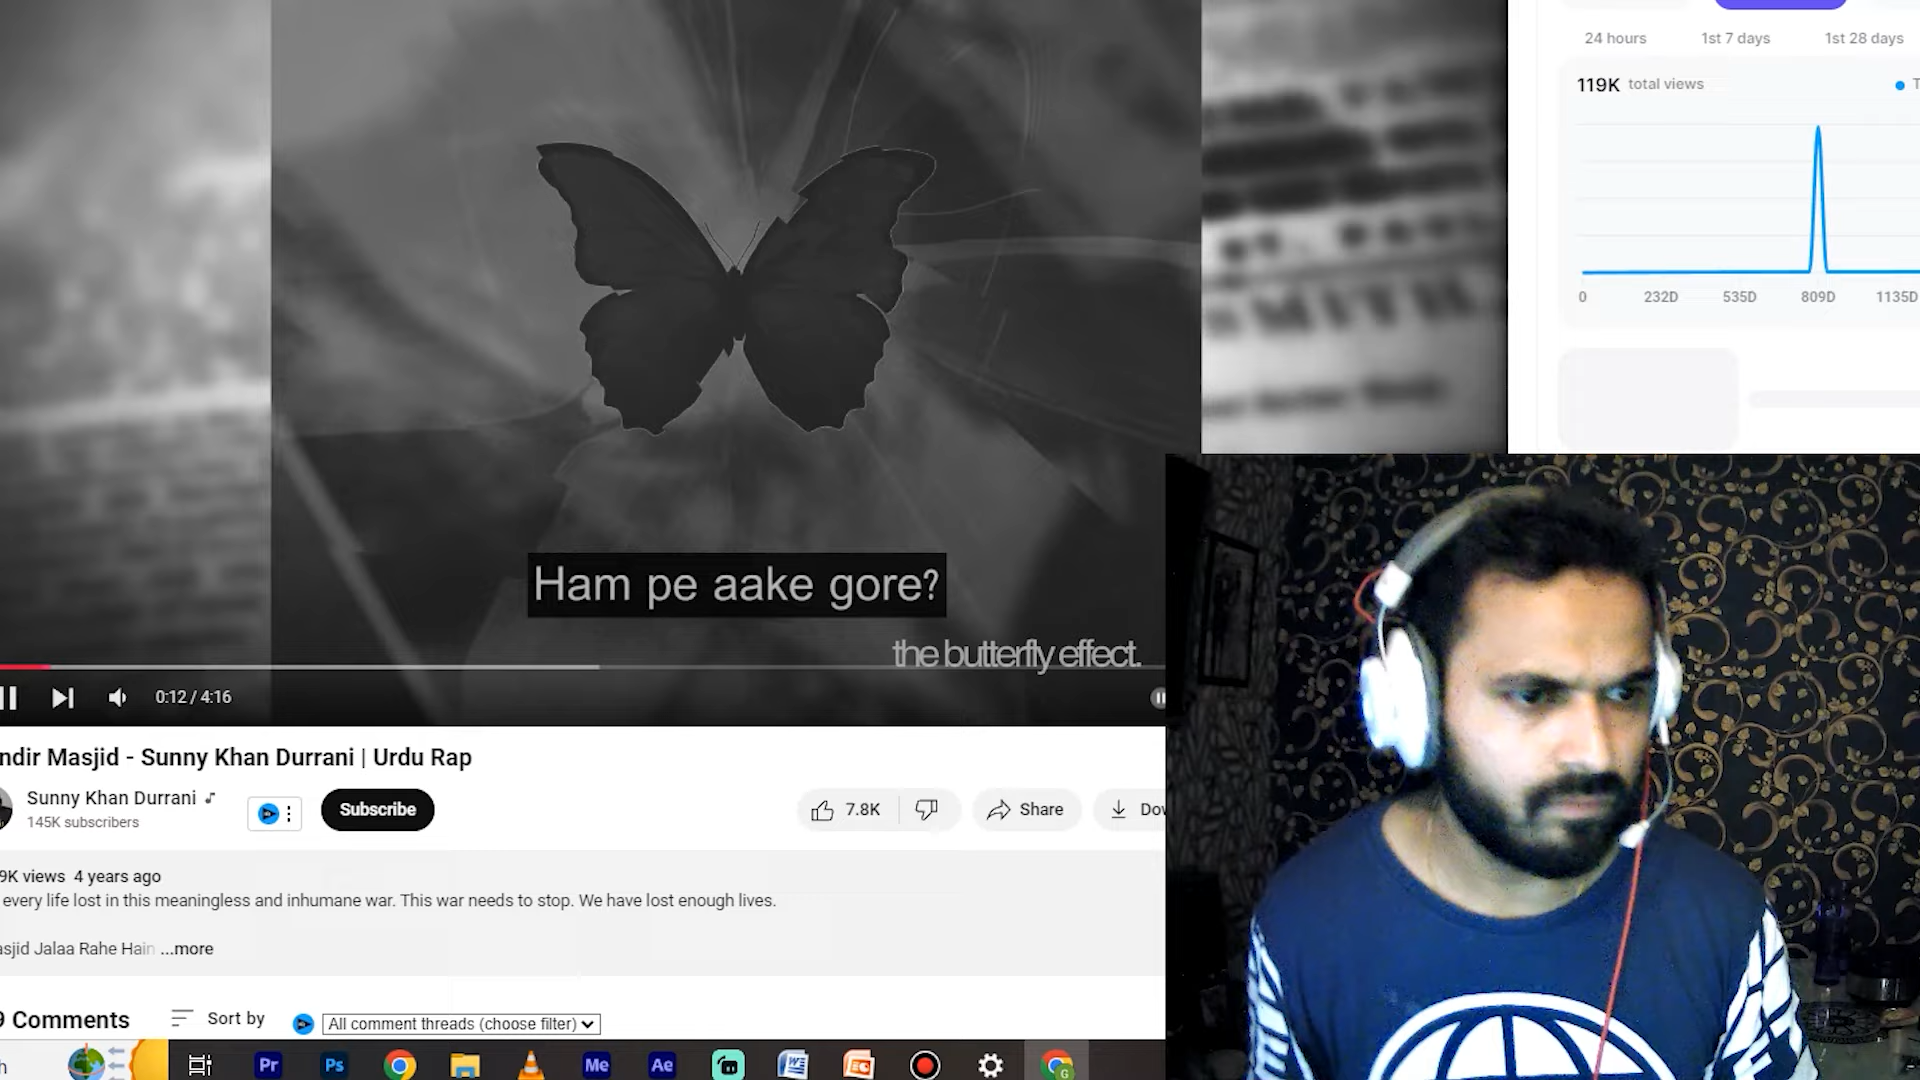 24 hours 1st 7 days 1st 28 days
119K total views
0 232D 535D 809D 1135D
SMITH
Ham pe aake gore?
the butterfly effect.
0:12 / 4:16
ndir Masjid - Sunny Khan Durrani | Urdu Rap
Sunny Khan Durrani
145K subscribers
Subscribe
7.8K
Share
Dow
9K views 4 years ago
every life lost in this meaningless and inhumane war. This war needs to stop. We have lost enough lives.
asjid Jalaa Rahe Hain ...more
9 Comments
Sort by
All comment threads (choose filter)
Pr Ps Me Ae